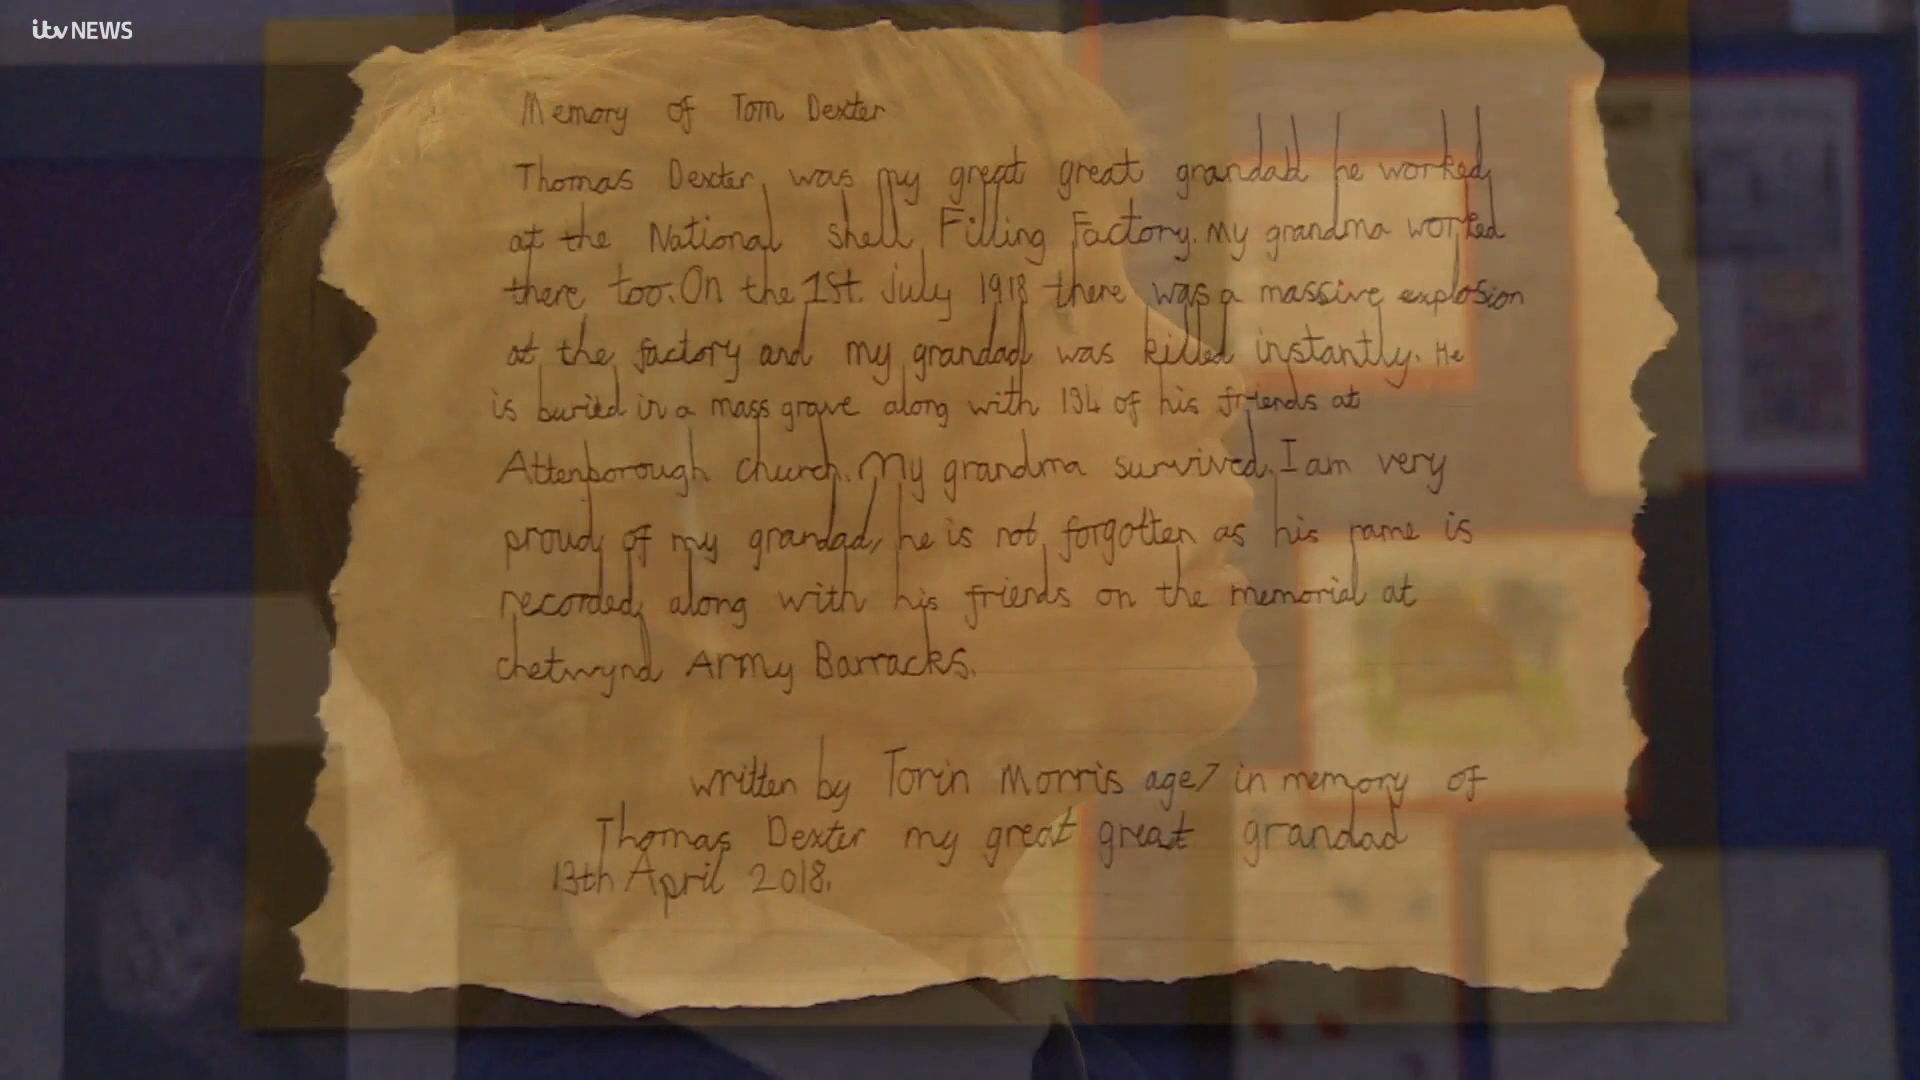 itv NEWS
Memory of Tom Dexter
Thomas Dexter was my great great grandad he worked
at the National shell Filling Factory. My grandma worked
there too. On the 1st. July 1918 there was a massive explosion
at the factory and my grandad was killed instantly. He
is buried in a mass grave along with 134 of his friends at
Attenborough church. My grandma survived. I am very
proud of my grandad, he is not forgotten as his name is
recorded along with his friends on the memorial at
chetwynd Army Barracks.
written by Torin Morris age 7 in memory of
Thomas Dexter my great great grandad
13th April 2018.